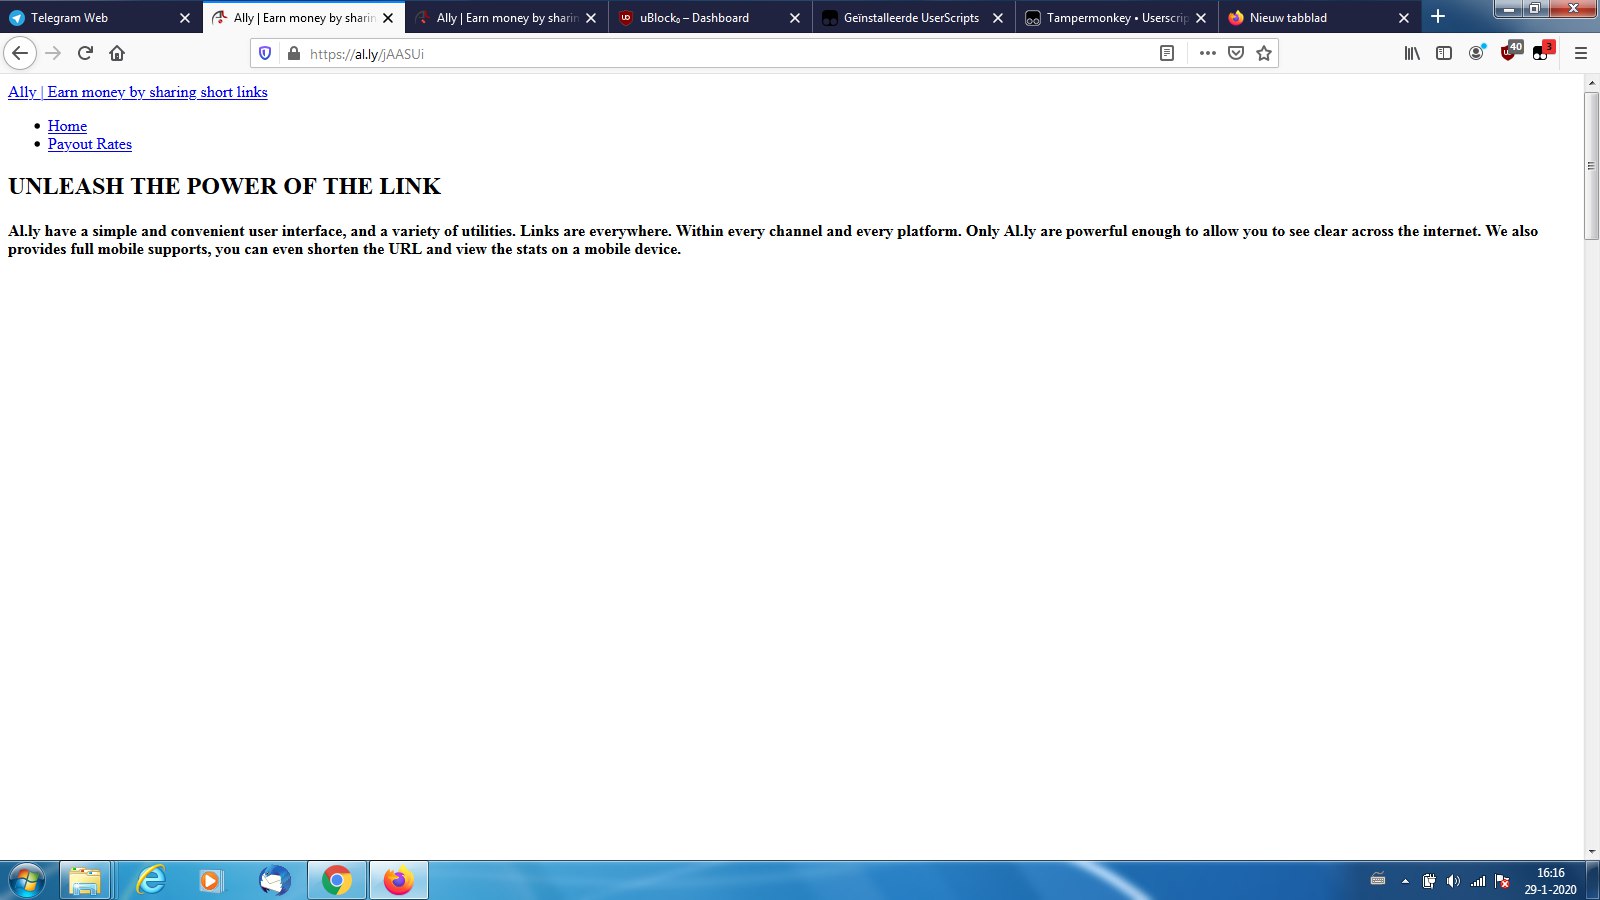 Telegram Web
Ally | Earn money by sharin
Ally | Earn money by sharin
uBlock₀ – Dashboard
Geïnstalleerde UserScripts
Tampermonkey • Userscrip
Nieuw tabblad
https://al.ly/jAASUi
40
3
Ally | Earn money by sharing short links
• Home
• Payout Rates
UNLEASH THE POWER OF THE LINK
Al.ly have a simple and convenient user interface, and a variety of utilities. Links are everywhere. Within every channel and every platform. Only Al.ly are powerful enough to allow you to see clear across the internet. We also
provides full mobile supports, you can even shorten the URL and view the stats on a mobile device.
16:16
29-1-2020